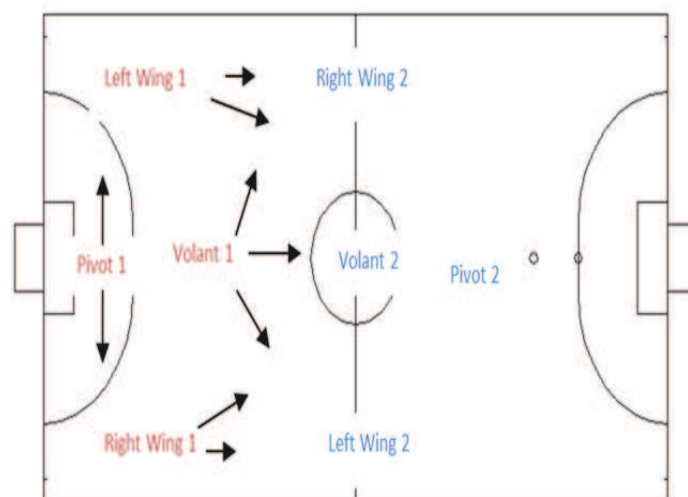 Left Wing 1
Right Wing 2
Pivot 1
Volant 1
Volant 2
Pivot 2
Right Wing 1
Left Wing 2